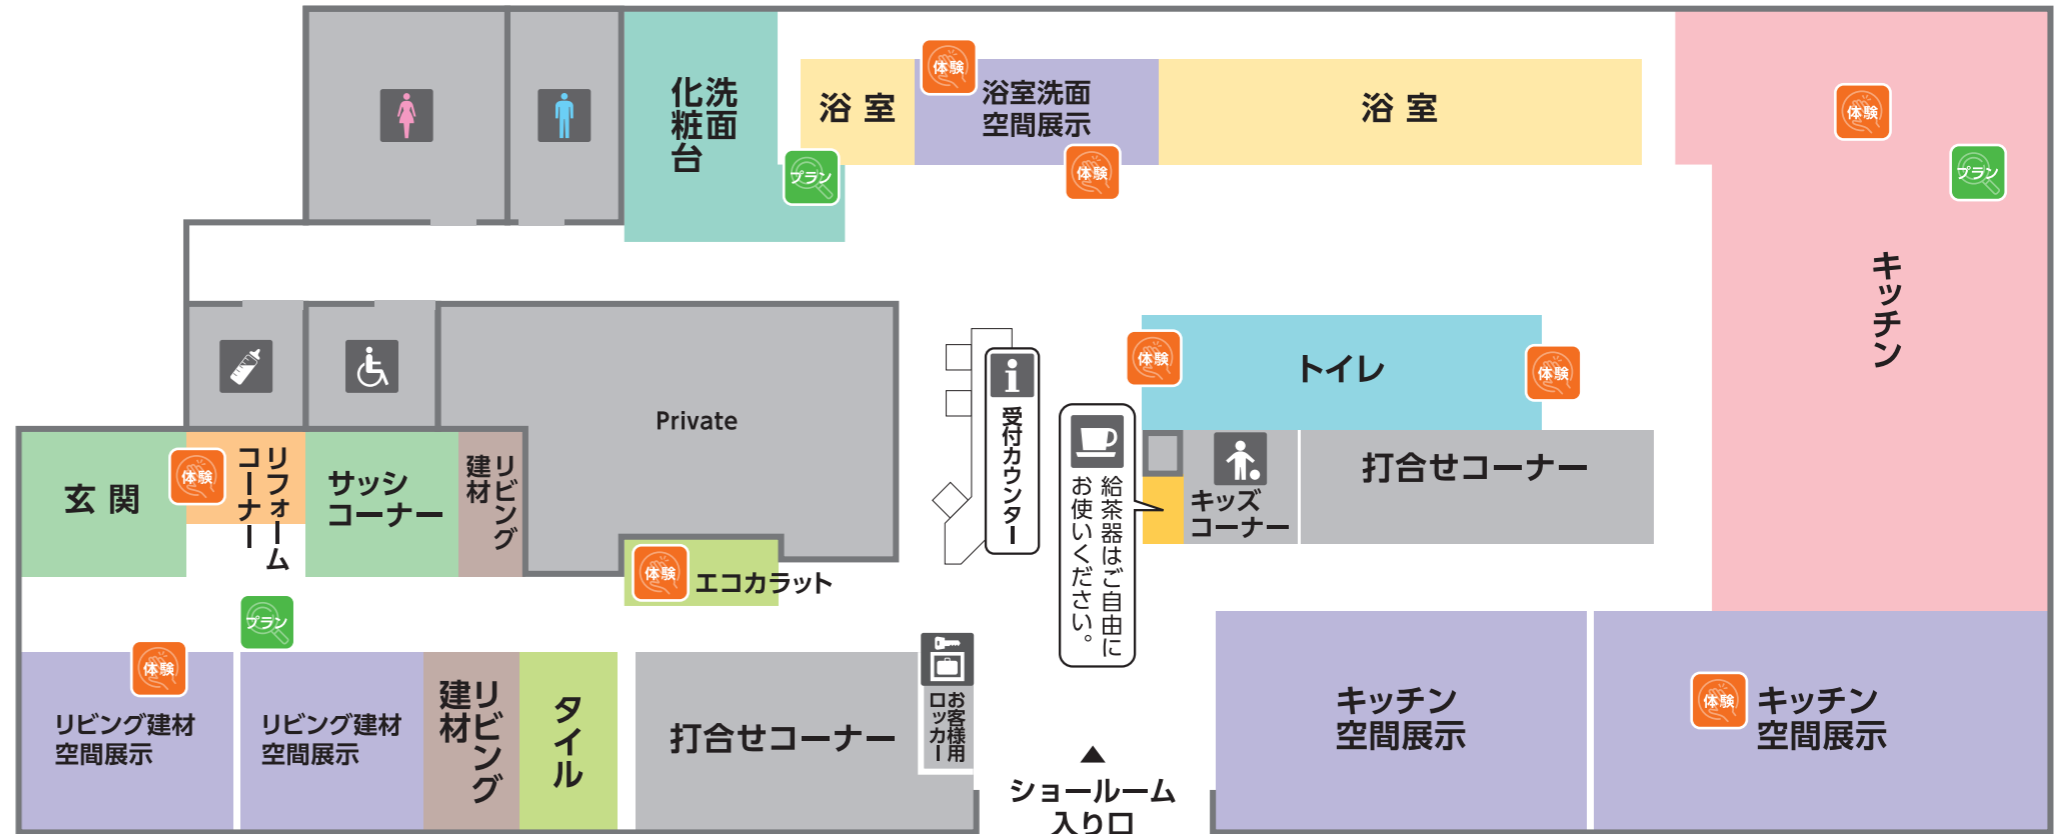 洗面
化粧台
浴室
体験
浴室洗面
空間展示
体験
浴室
体験
プラン
プラン
キッチン
Private
受付カウンター
体験
トイレ
体験
給茶器はご自由に
お使いください。
キッズ
コーナー
打合せコーナー
玄関
体験
リフォーム
コーナー
サッシ
コーナー
リビング
建材
体験
エコカラット
プラン
体験
リビング建材
空間展示
リビング建材
空間展示
リビング
建材
タイル
打合せコーナー
お客様用
ロッカー
ショールーム
入り口
キッチン
空間展示
体験
キッチン
空間展示